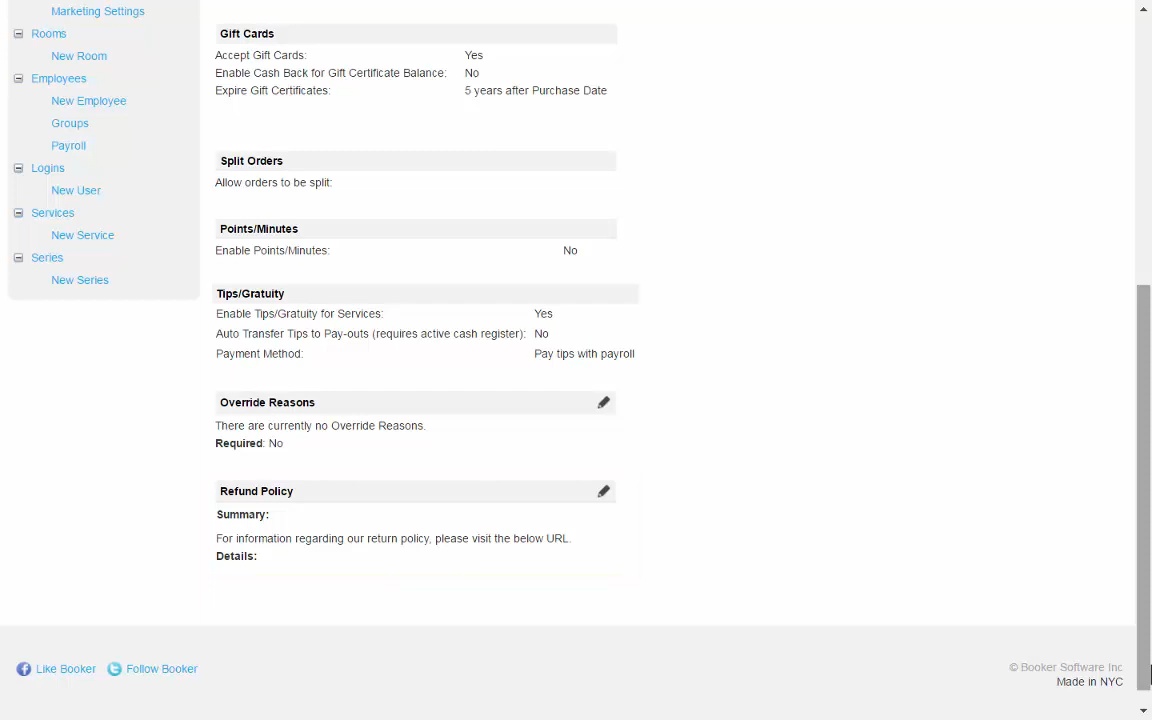 Marketing Settings
Rooms
New Room
Employees
New Employee
Groups
Payroll
Logins
New User
Services
New Service
Series
New Series
Gift Cards
Accept Gift Cards: Yes
Enable Cash Back for Gift Certificate Balance: No
Expire Gift Certificates: 5 years after Purchase Date
Split Orders
Allow orders to be split:
Points/Minutes
Enable Points/Minutes: No
Tips/Gratuity
Enable Tips/Gratuity for Services: Yes
Auto Transfer Tips to Pay-outs (requires active cash register): No
Payment Method: Pay tips with payroll
Override Reasons
There are currently no Override Reasons.
Required: No
Refund Policy
Summary:
For information regarding our return policy, please visit the below URL.
Details:
Like Booker Follow Booker
© Booker Software Inc
Made in NYC